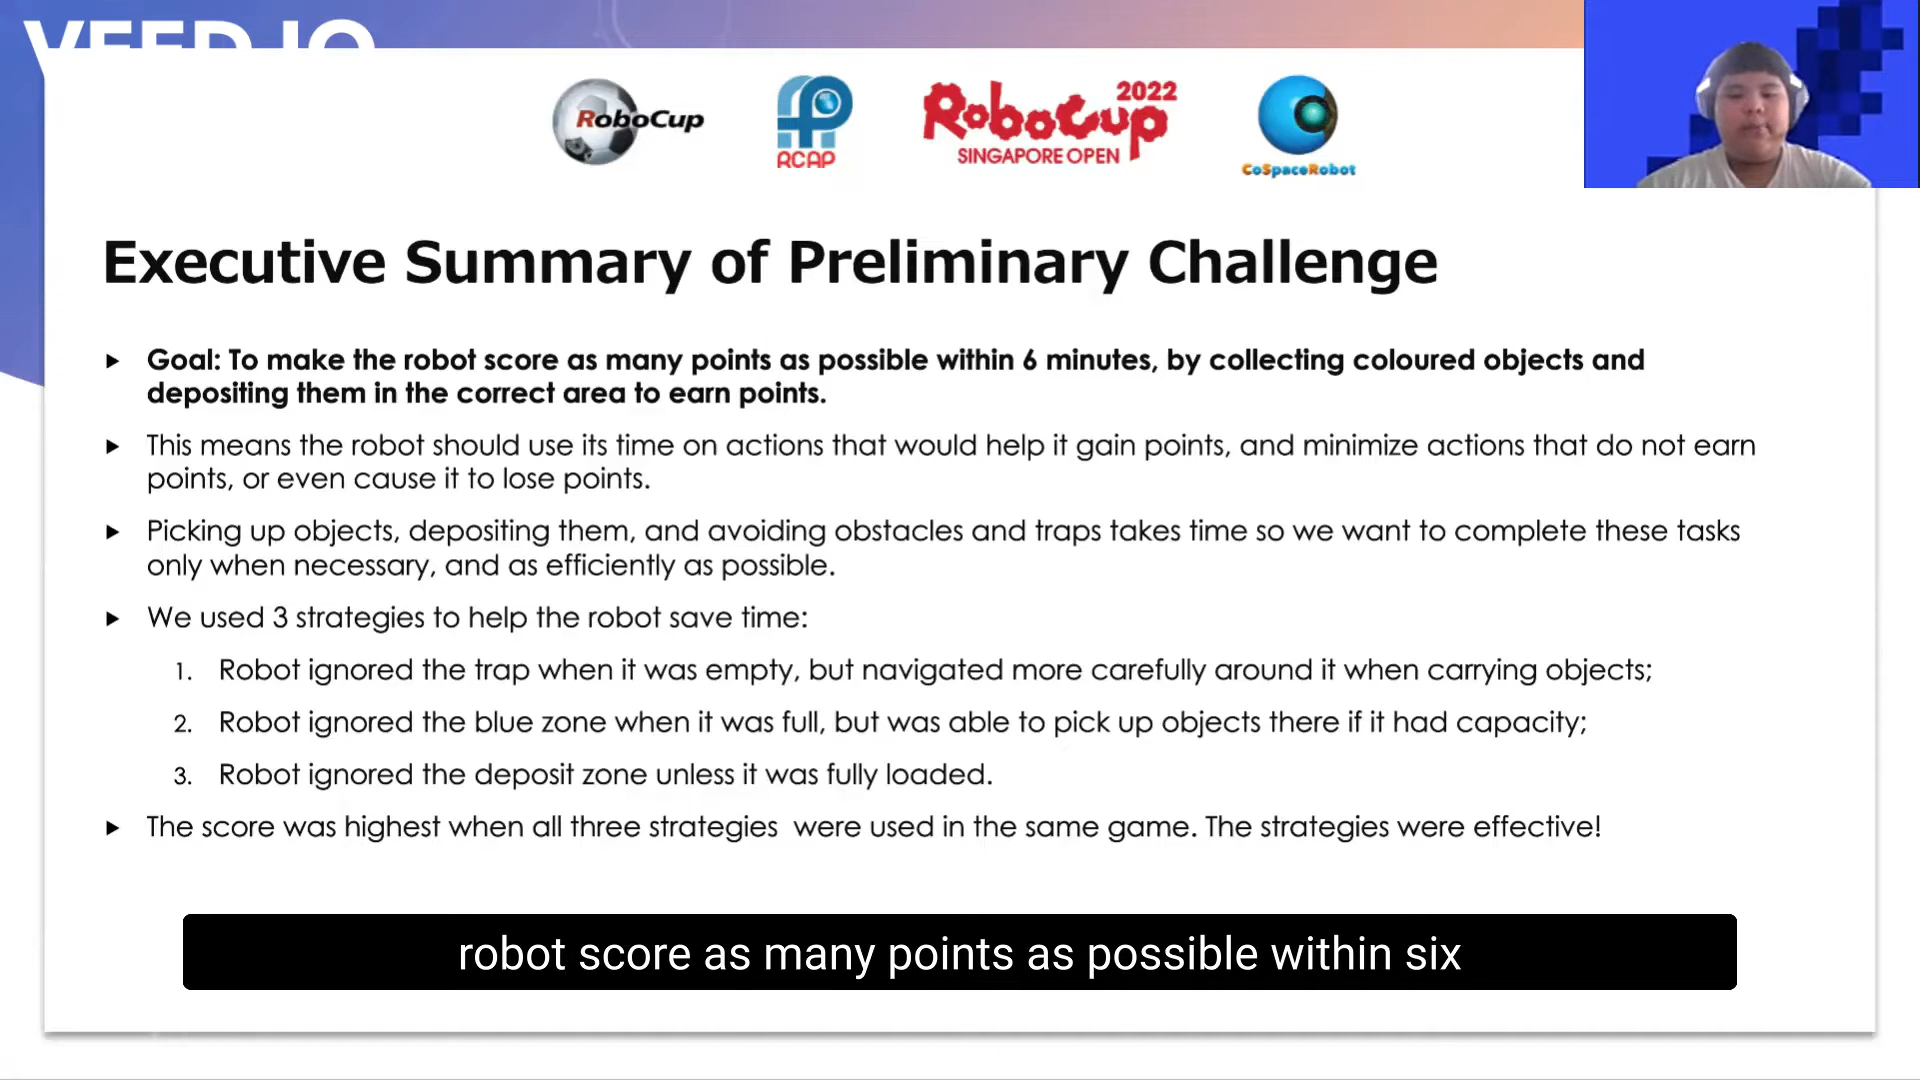 VEED.IO
RoboCup
RCAP
RoboCup 2022
SINGAPORE OPEN
CoSpaceRobot
Executive Summary of Preliminary Challenge
Goal: To make the robot score as many points as possible within 6 minutes, by collecting coloured objects and
depositing them in the correct area to earn points.
This means the robot should use its time on actions that would help it gain points, and minimize actions that do not earn
points, or even cause it to lose points.
Picking up objects, depositing them, and avoiding obstacles and traps takes time so we want to complete these tasks
only when necessary, and as efficiently as possible.
We used 3 strategies to help the robot save time:
1. Robot ignored the trap when it was empty, but navigated more carefully around it when carrying objects;
2. Robot ignored the blue zone when it was full, but was able to pick up objects there if it had capacity;
3. Robot ignored the deposit zone unless it was fully loaded.
The score was highest when all three strategies  were used in the same game. The strategies were effective!
robot score as many points as possible within six